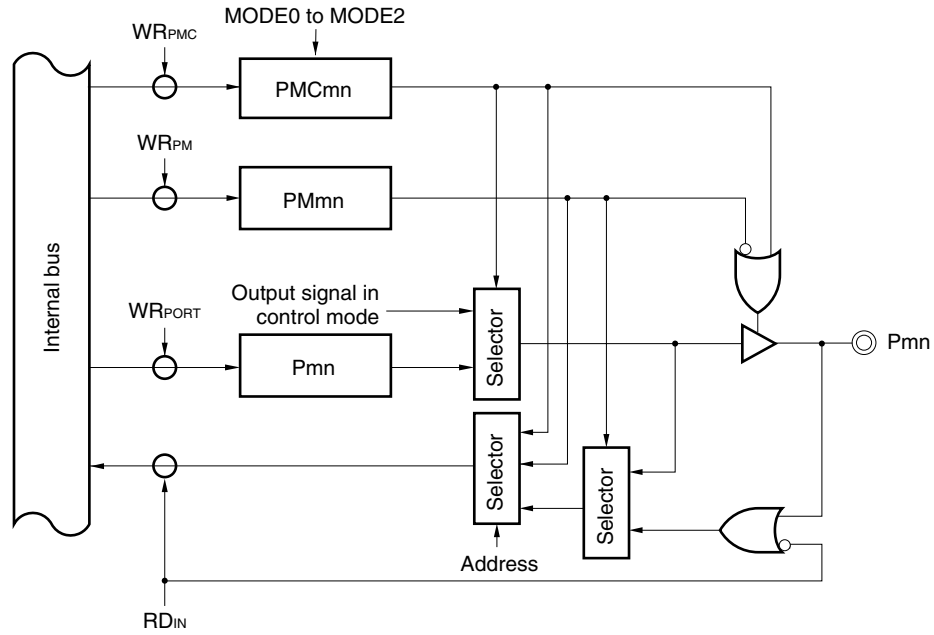 MODE0 to MODE2
WRPMC
PMCmn
WRPM
PMmn
Internal bus
Output signal in
control mode
WRPORT
Pmn
Selector
Pmn
Selector
Selector
Address
RDIN